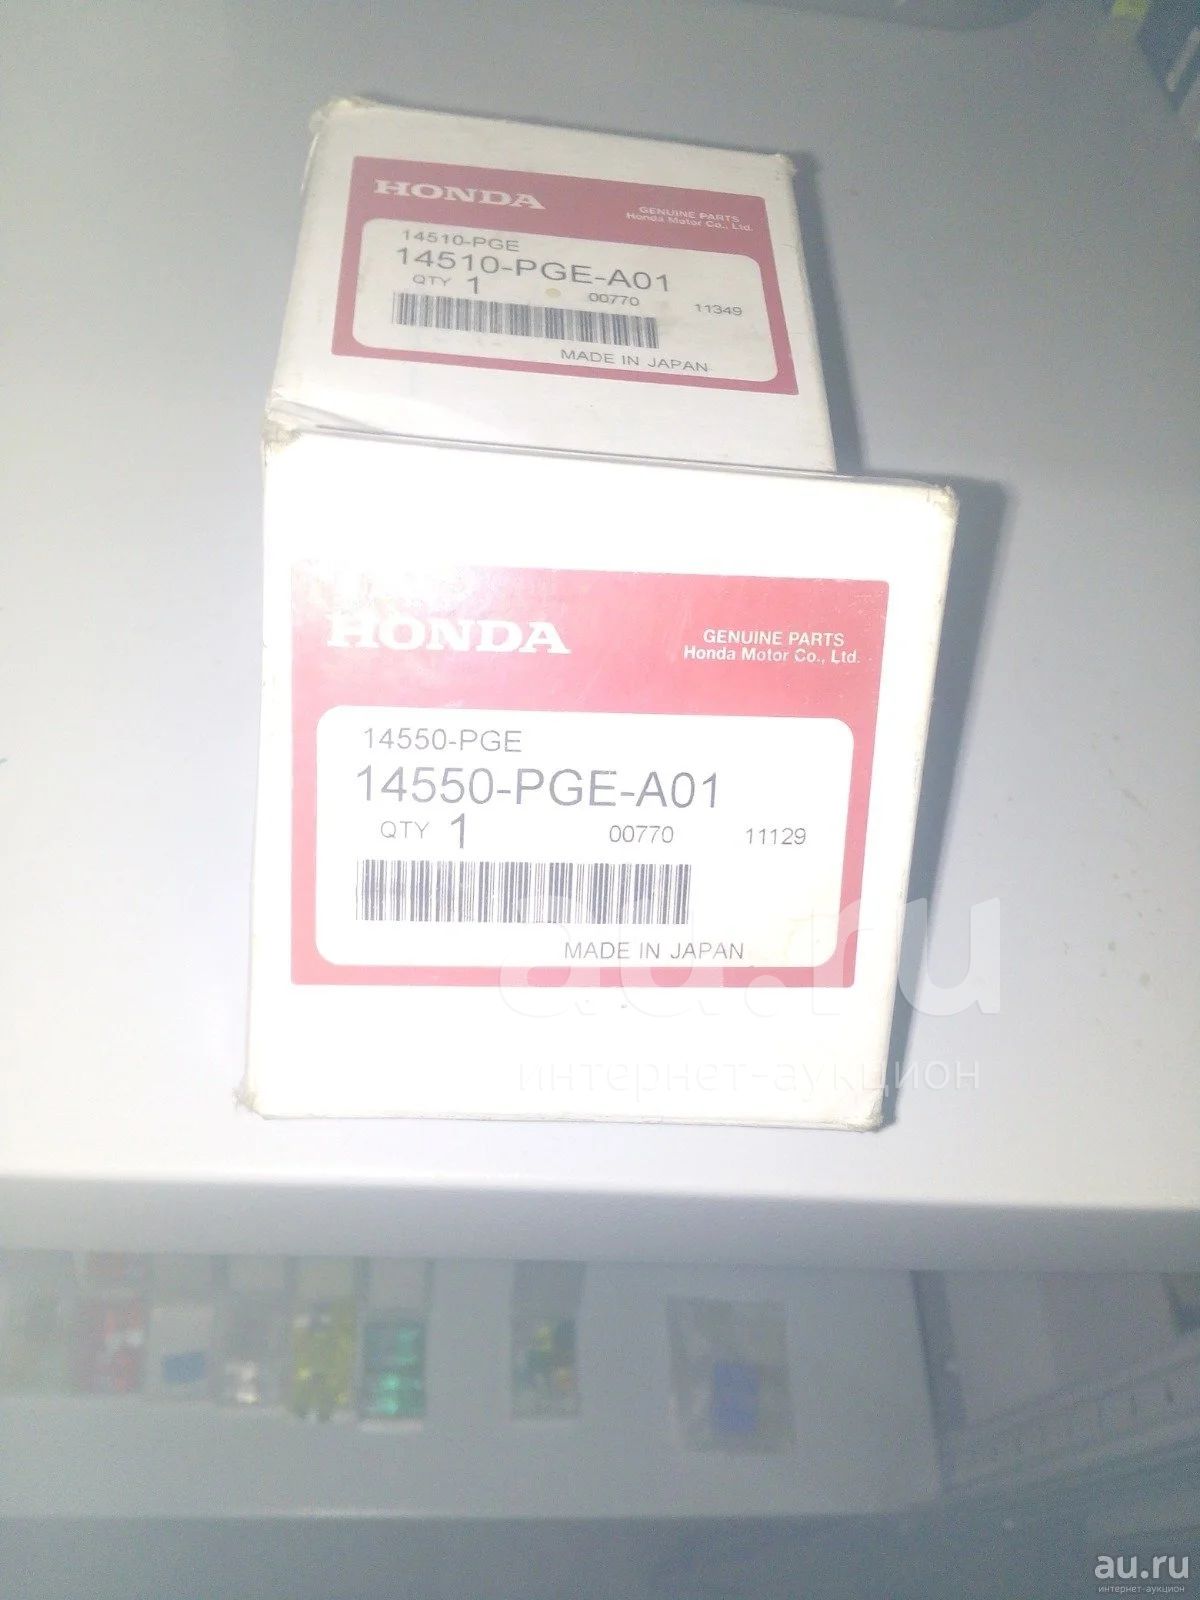 HONDA
GENUINE PARTS
Honda Motor Co., Ltd.
14510-PGE
14510-PGE-A01
QTY 1 00770 11349
MADE IN JAPAN
HONDA
GENUINE PARTS
Honda Motor Co., Ltd.
14550-PGE
14550-PGE-A01
QTY 1 00770 11129
MADE IN JAPAN
au.ru
интернет-аукцион
au.ru
интернет-аукцион